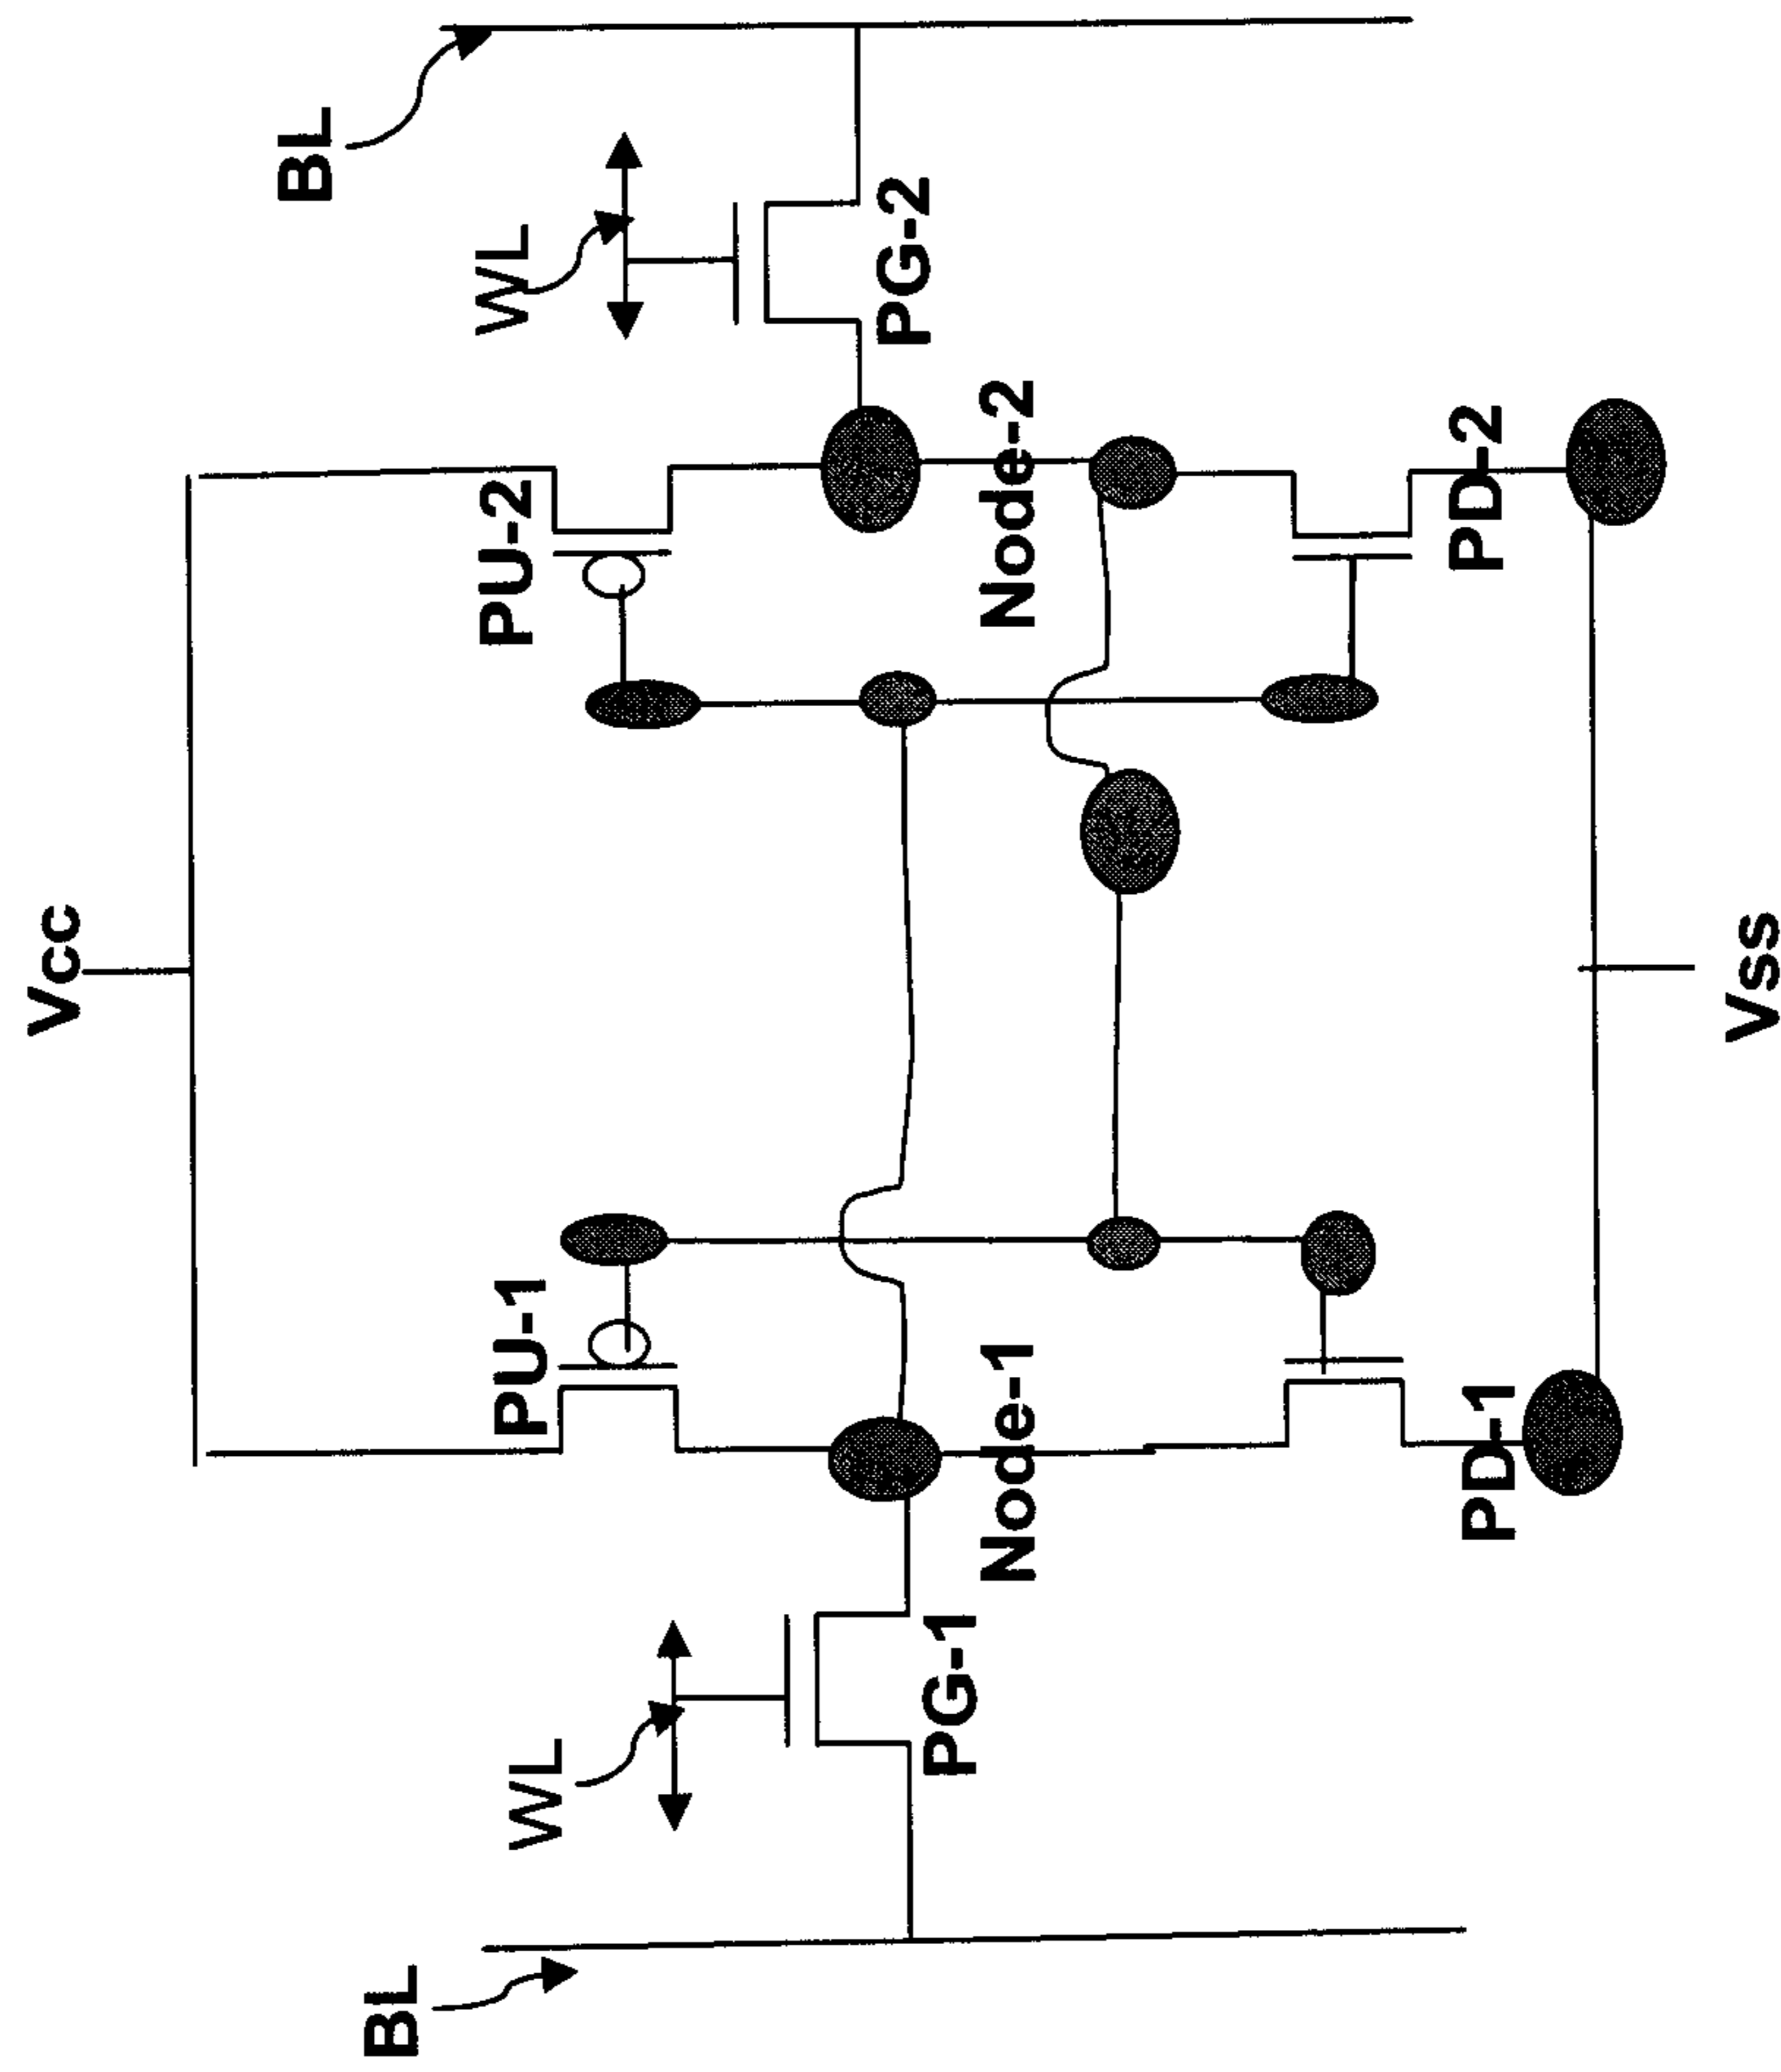 Vcc
BL
BL
WL
WL
PU-1
PU-2
PG-1
PG-2
Node-1
Node-2
PD-1
PD-2
Vss